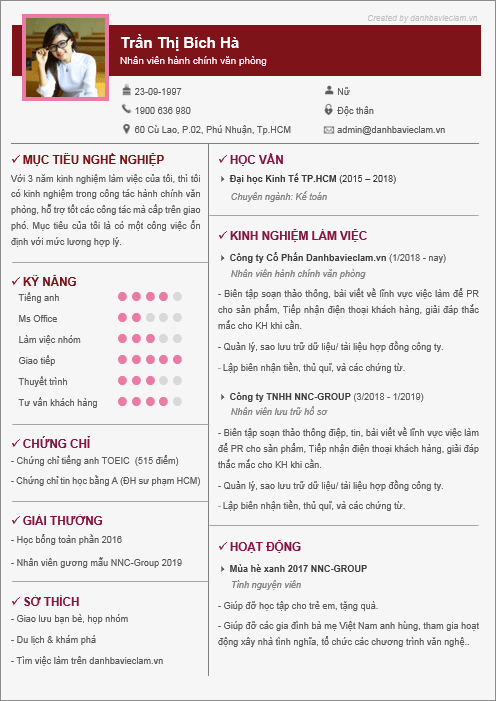 Created by danhbavieclam.vn
Trần Thị Bích Hà
Nhân viên hành chính văn phòng
23-09-1997
Nữ
1900 636 980
Độc thân
60 Cù Lao, P.02, Phú Nhuận, Tp.HCM
admin@danhbavieclam.vn
MỤC TIÊU NGHỀ NGHIỆP
Với 3 năm kinh nghiệm làm việc của tôi, thì tôi
có kinh nghiệm trong công tác hành chính văn
phòng, hỗ trợ tốt các công tác mà cấp trên giao
phó. Mục tiêu của tôi là có một công việc ổn
định với mức lương hợp lý.
KỸ NĂNG
Tiếng anh
Ms Office
Làm việc nhóm
Giao tiếp
Thuyết trình
Tư vấn khách hàng
CHỨNG CHỈ
- Chứng chỉ tiếng anh TOEIC (515 điểm)
- Chứng chỉ tin học bằng A (ĐH sư phạm HCM)
GIẢI THƯỞNG
- Học bổng toàn phần 2016
- Nhân viên gương mẫu NNC-Group 2019
SỞ THÍCH
- Giao lưu bạn bè, họp nhóm
- Du lịch & khám phá
- Tìm việc làm trên danhbavieclam.vn
HỌC VẤN
Đại học Kinh Tế TP.HCM (2015 – 2018)
Chuyên ngành: Kế toán
KINH NGHIỆM LÀM VIỆC
Công ty Cổ Phần Danhbavieclam.vn (1/2018 - nay)
Nhân viên hành chính văn phòng
- Biên tập soạn thảo thông, bài viết về lĩnh vực việc làm để PR
cho sản phẩm, Tiếp nhận điện thoại khách hàng, giải đáp thắc
mắc cho KH khi cần.
- Quản lý, sao lưu trữ dữ liệu/ tài liệu hợp đồng công ty.
- Lập biên nhận tiền, thủ quĩ, và các chứng từ.
Công ty TNHH NNC-GROUP (3/2018 - 1/2019)
Nhân viên lưu trữ hồ sơ
- Biên tập soạn thảo thông điệp, tin, bài viết về lĩnh vực việc làm
để PR cho sản phẩm, Tiếp nhận điện thoại khách hàng, giải đáp
thắc mắc cho KH khi cần.
- Quản lý, sao lưu trữ dữ liệu/ tài liệu hợp đồng công ty.
- Lập biên nhận tiền, thủ quĩ, và các chứng từ.
HOẠT ĐỘNG
Mùa hè xanh 2017 NNC-GROUP
Tình nguyện viên
- Giúp đỡ học tập cho trẻ em, tặng quà.
- Giúp đỡ các gia đình bà mẹ Việt Nam anh hùng, tham gia hoạt
động xây nhà tình nghĩa, tổ chức các chương trình văn nghệ..